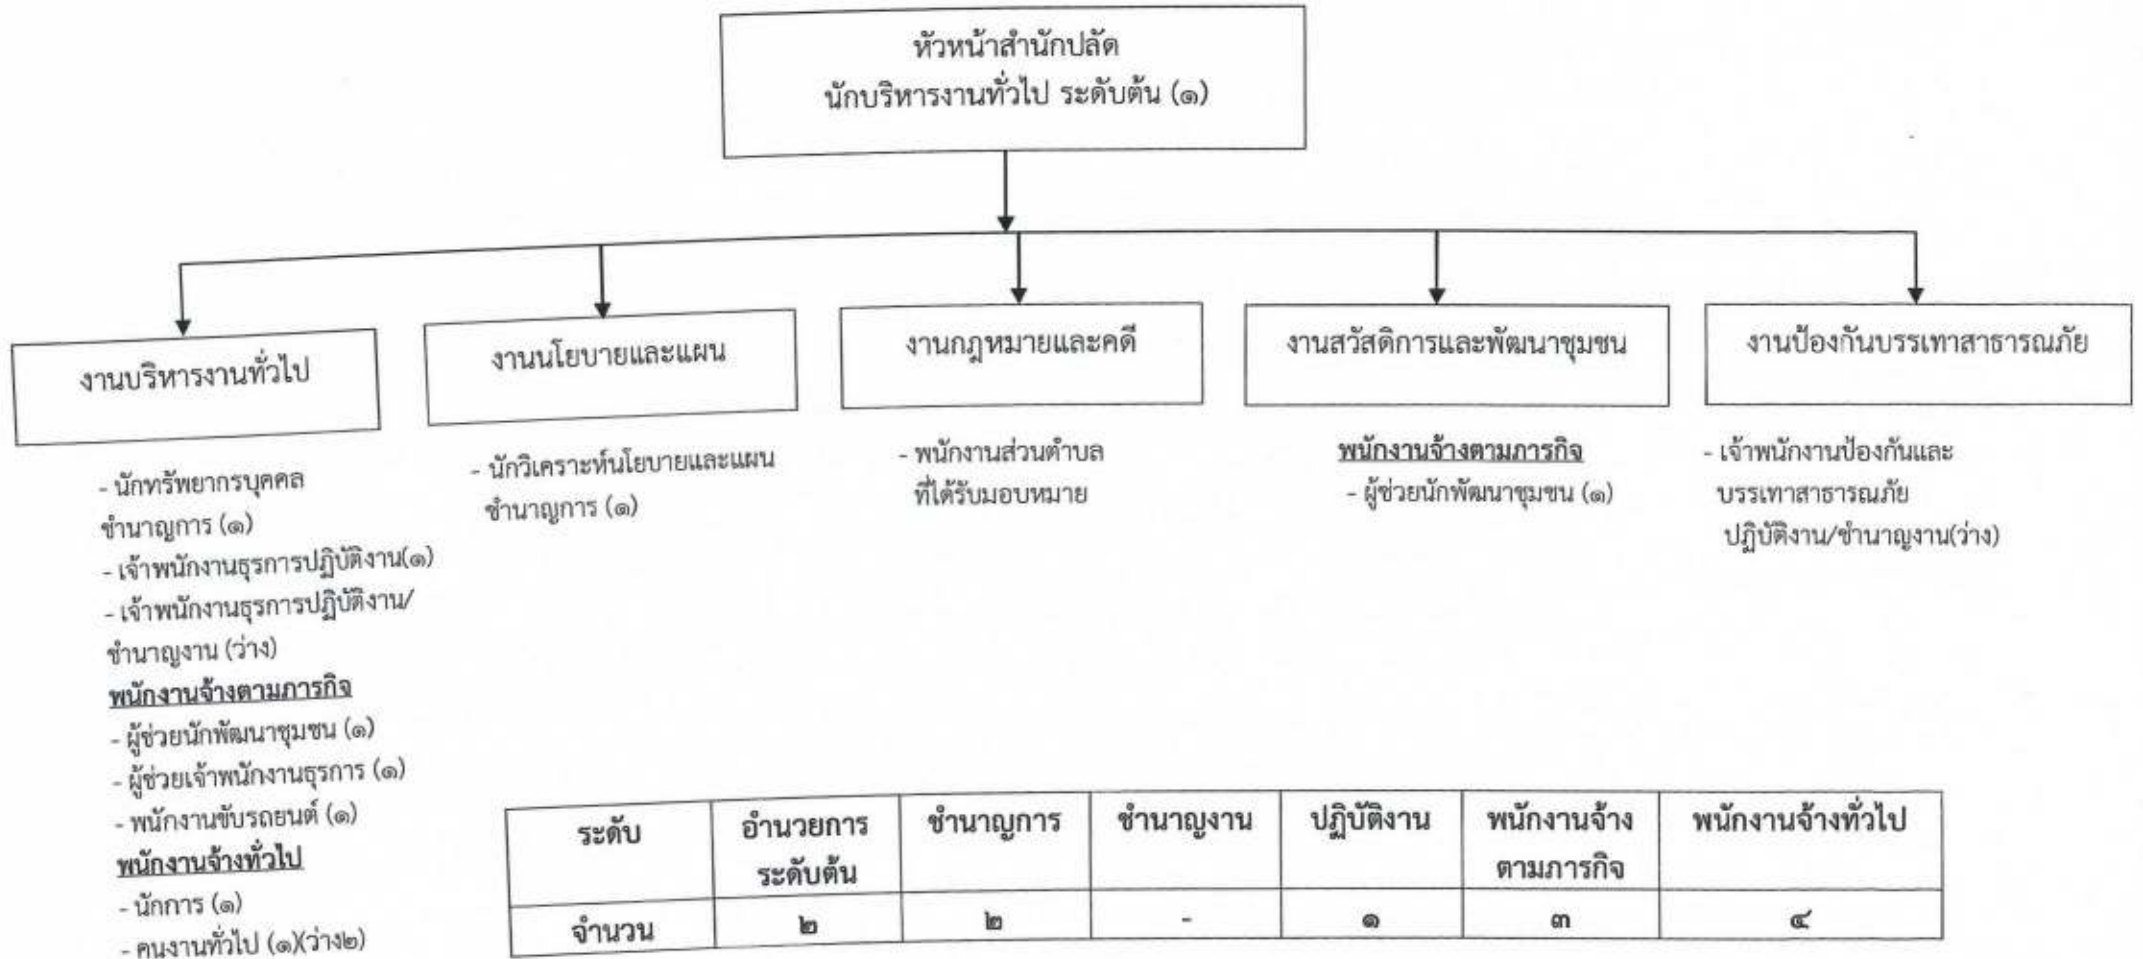 หัวหน้าสำนักปลัด
นักบริหารงานทั่วไป ระดับต้น (๑)
งานบริหารงานทั่วไป
- นักทรัพยากรบุคคล
ชำนาญการ (๑)
- เจ้าพนักงานธุรการปฏิบัติงาน(๑)
- เจ้าพนักงานธุรการปฏิบัติงาน/
ชำนาญงาน (ว่าง)
พนักงานจ้างตามภารกิจ
- ผู้ช่วยนักพัฒนาชุมชน (๑)
- ผู้ช่วยเจ้าพนักงานธุรการ (๑)
- พนักงานขับรถยนต์ (๑)
พนักงานจ้างทั่วไป
- นักการ (๑)
- คนงานทั่วไป (๑)(ว่าง๒)
งานนโยบายและแผน
- นักวิเคราะห์นโยบายและแผน
ชำนาญการ (๑)
งานกฎหมายและคดี
- พนักงานส่วนตำบล
ที่ได้รับมอบหมาย
งานสวัสดิการและพัฒนาชุมชน
พนักงานจ้างตามภารกิจ
- ผู้ช่วยนักพัฒนาชุมชน (๑)
งานป้องกันบรรเทาสาธารณภัย
- เจ้าพนักงานป้องกันและ
บรรเทาสาธารณภัย
ปฏิบัติงาน/ชำนาญงาน(ว่าง)
ระดับ อำนวยการ ชำนาญการ ชำนาญงาน ปฏิบัติงาน พนักงานจ้าง พนักงานจ้างทั่วไป
ระดับต้น ตามภารกิจ
จำนวน ๒ ๒ - ๑ ๓ ๔